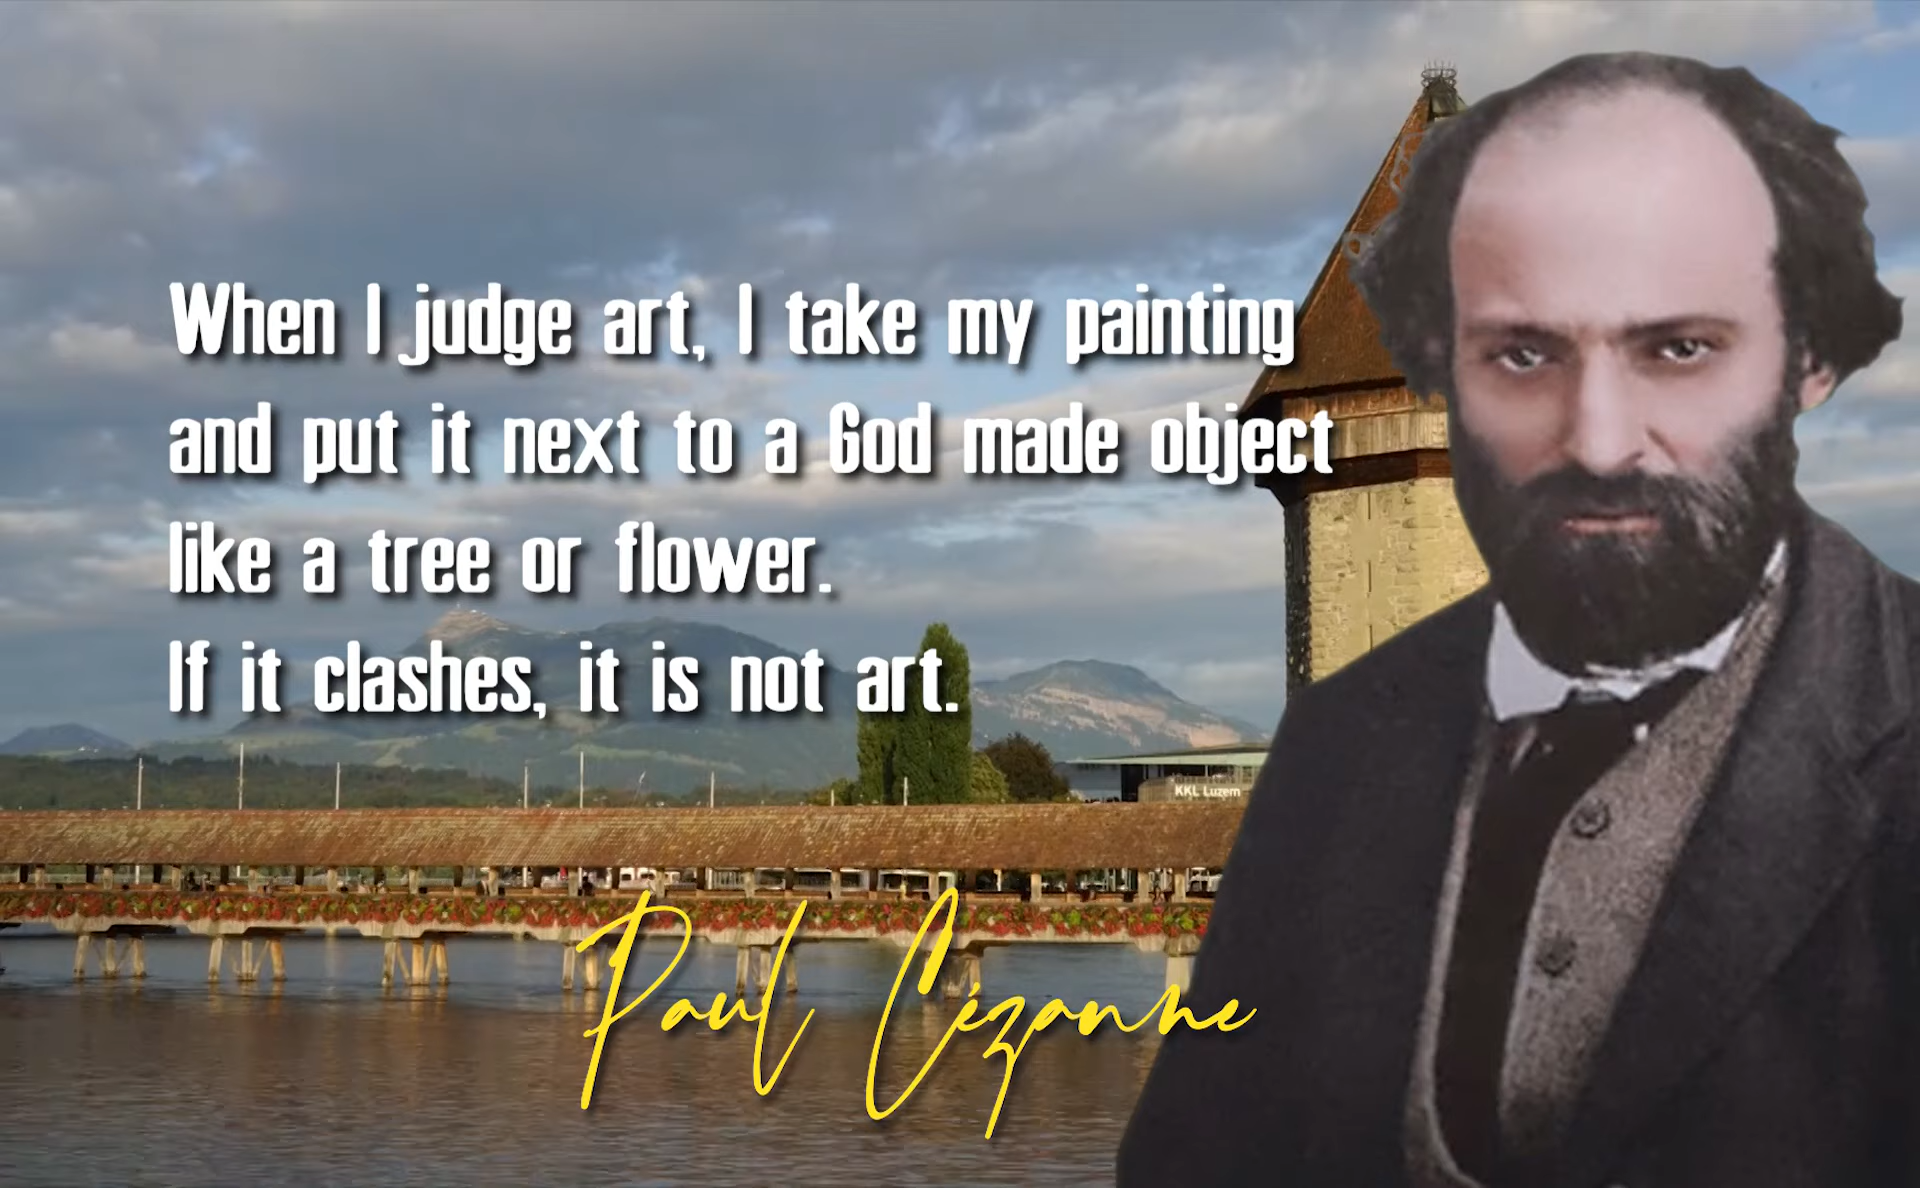 When I judge art, I take my painting
and put it next to a God made object
like a tree or flower.
If it clashes, it is not art.
KKL Luzern
Paul Cézanne